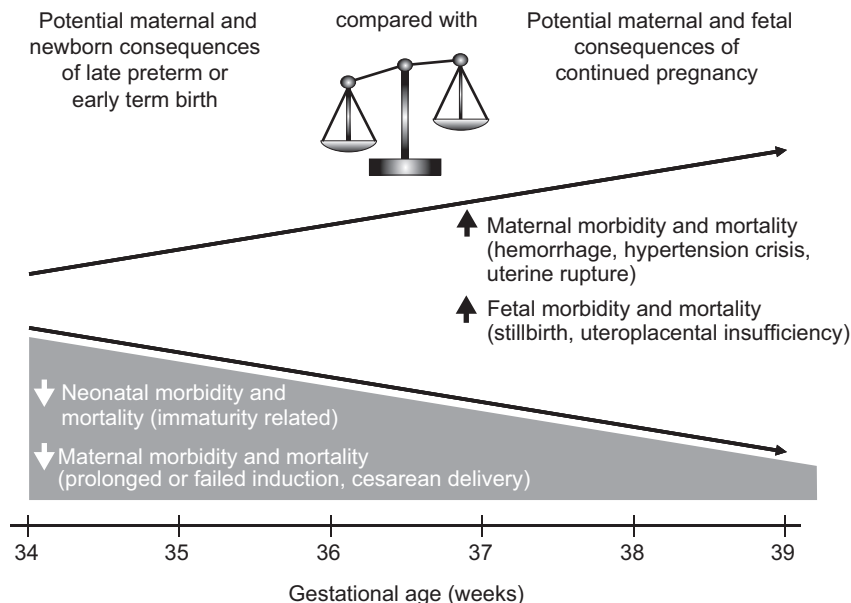 Potential maternal and
newborn consequences
of late preterm or
early term birth
compared with
Potential maternal and fetal
consequences of
continued pregnancy
Maternal morbidity and mortality
(hemorrhage, hypertension crisis,
uterine rupture)
Fetal morbidity and mortality
(stillbirth, uteroplacental insufficiency)
Neonatal morbidity and
mortality (immaturity related)
Maternal morbidity and mortality
(prolonged or failed induction, cesarean delivery)
34 35 36 37 38 39
Gestational age (weeks)